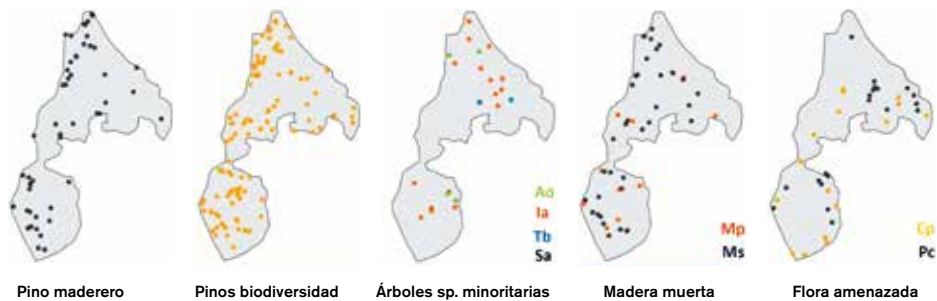 Ao
Ia
Tb
Sa
Mp
Ms
Cp
Pc
Pino maderero
Pinos biodiversidad
Árboles sp. minoritarias
Madera muerta
Flora amenazada